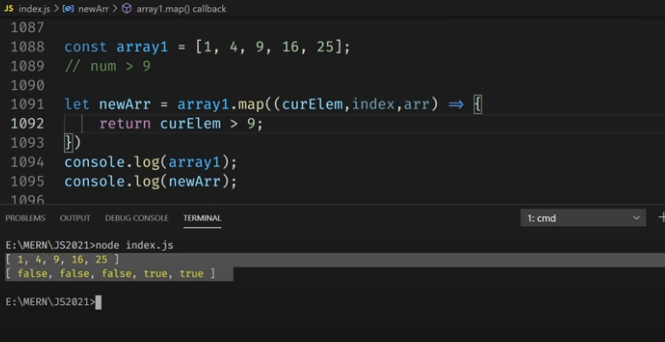 JS index.js > newArr > array1.map() callback
1087
1088 const array1 = [1, 4, 9, 16, 25];
1089 // num > 9
1090
1091 let newArr = array1.map((curElem,index,arr) => {
1092     return curElem > 9;
1093 })
1094 console.log(array1);
1095 console.log(newArr);
1096
PROBLEMS OUTPUT DEBUG CONSOLE TERMINAL 1: cmd
E:\MERN\JS2021>node index.js
[ 1, 4, 9, 16, 25 ]
[ false, false, false, true, true ]
E:\MERN\JS2021>